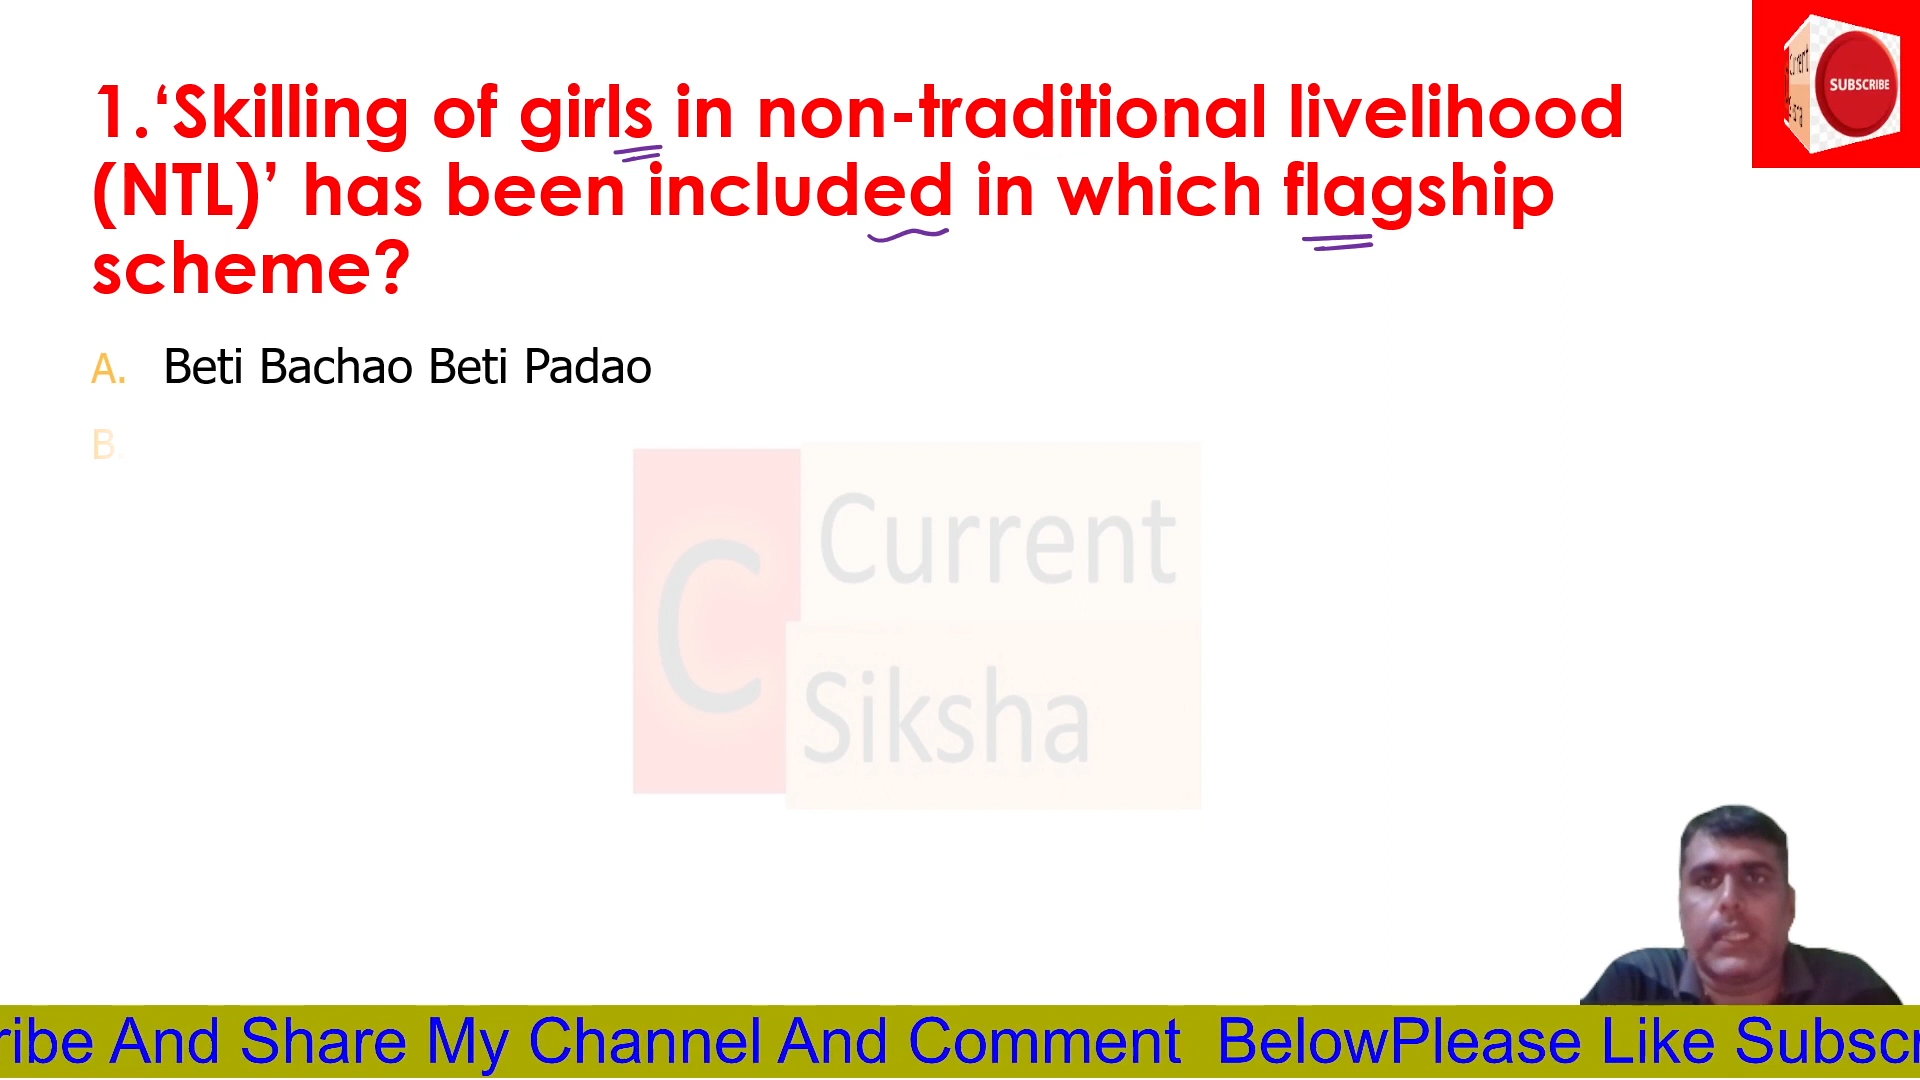 1.‘Skilling of girls in non-traditional livelihood
(NTL)’ has been included in which flagship
scheme?
A. Beti Bachao Beti Padao
B.
C Current
Siksha
Current
SUBSCRIBE
ribe And Share My Channel And Comment BelowPlease Like Subscr